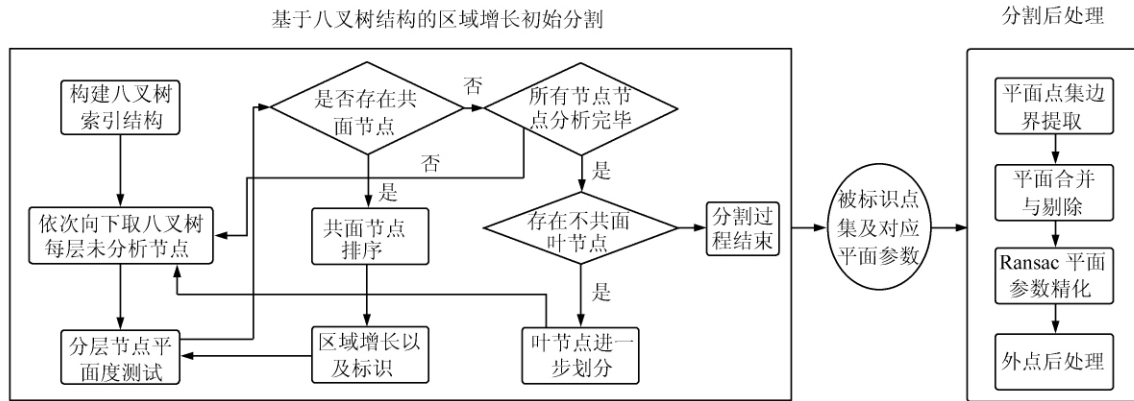 基于八叉树结构的区域增长初始分割
分割后处理
构建八叉树
索引结构
是否存在共
面节点
否
所有节点节
点分析完毕
否
是
是
依次向下取八叉树
每层未分析节点
共面节点
排序
存在不共面
叶节点
分割过
程结束
是
分层节点平
面度测试
区域增长以
及标识
叶节点进一
步划分
被标识点
集及对应
平面参数
平面点集边
界提取
平面合并
与剔除
Ransac 平面
参数精化
外点后处理